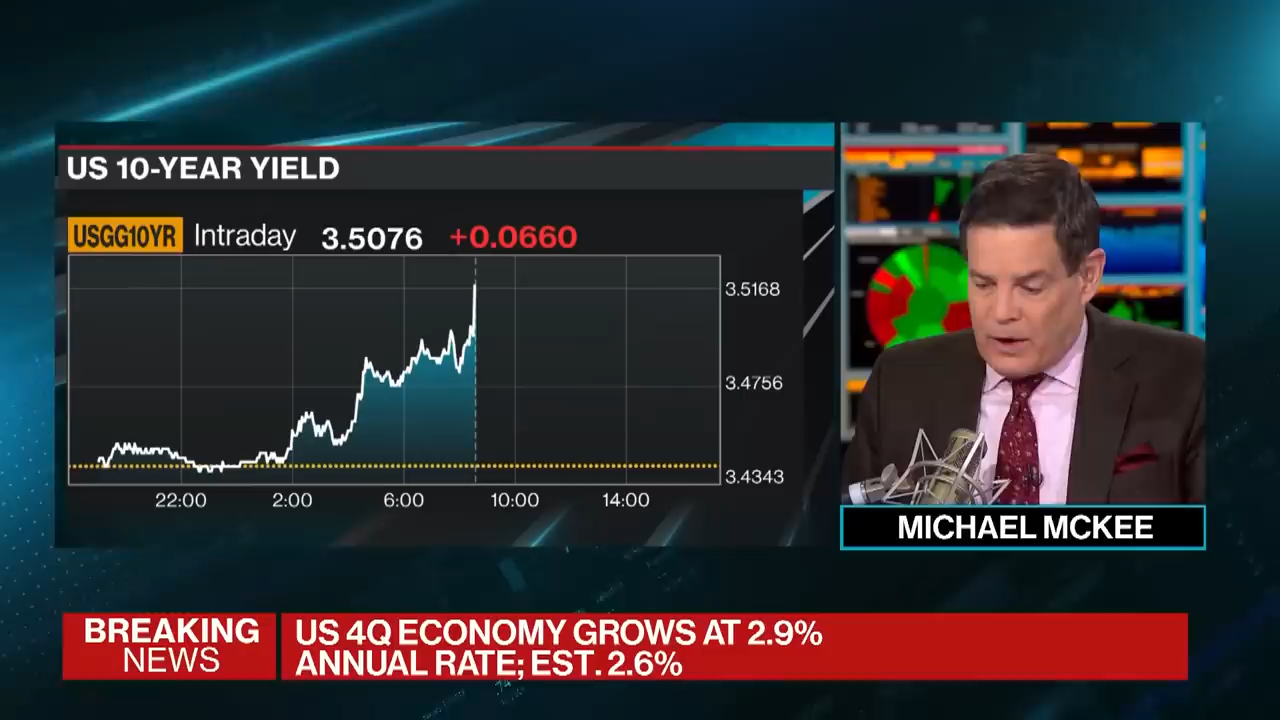 US 10-YEAR YIELD
USGG10YR Intraday 3.5076 +0.0660
3.5168
3.4756
3.4343
22:00 2:00 6:00 10:00 14:00
MICHAEL MCKEE
BREAKING
NEWS
US 4Q ECONOMY GROWS AT 2.9%
ANNUAL RATE; EST. 2.6%